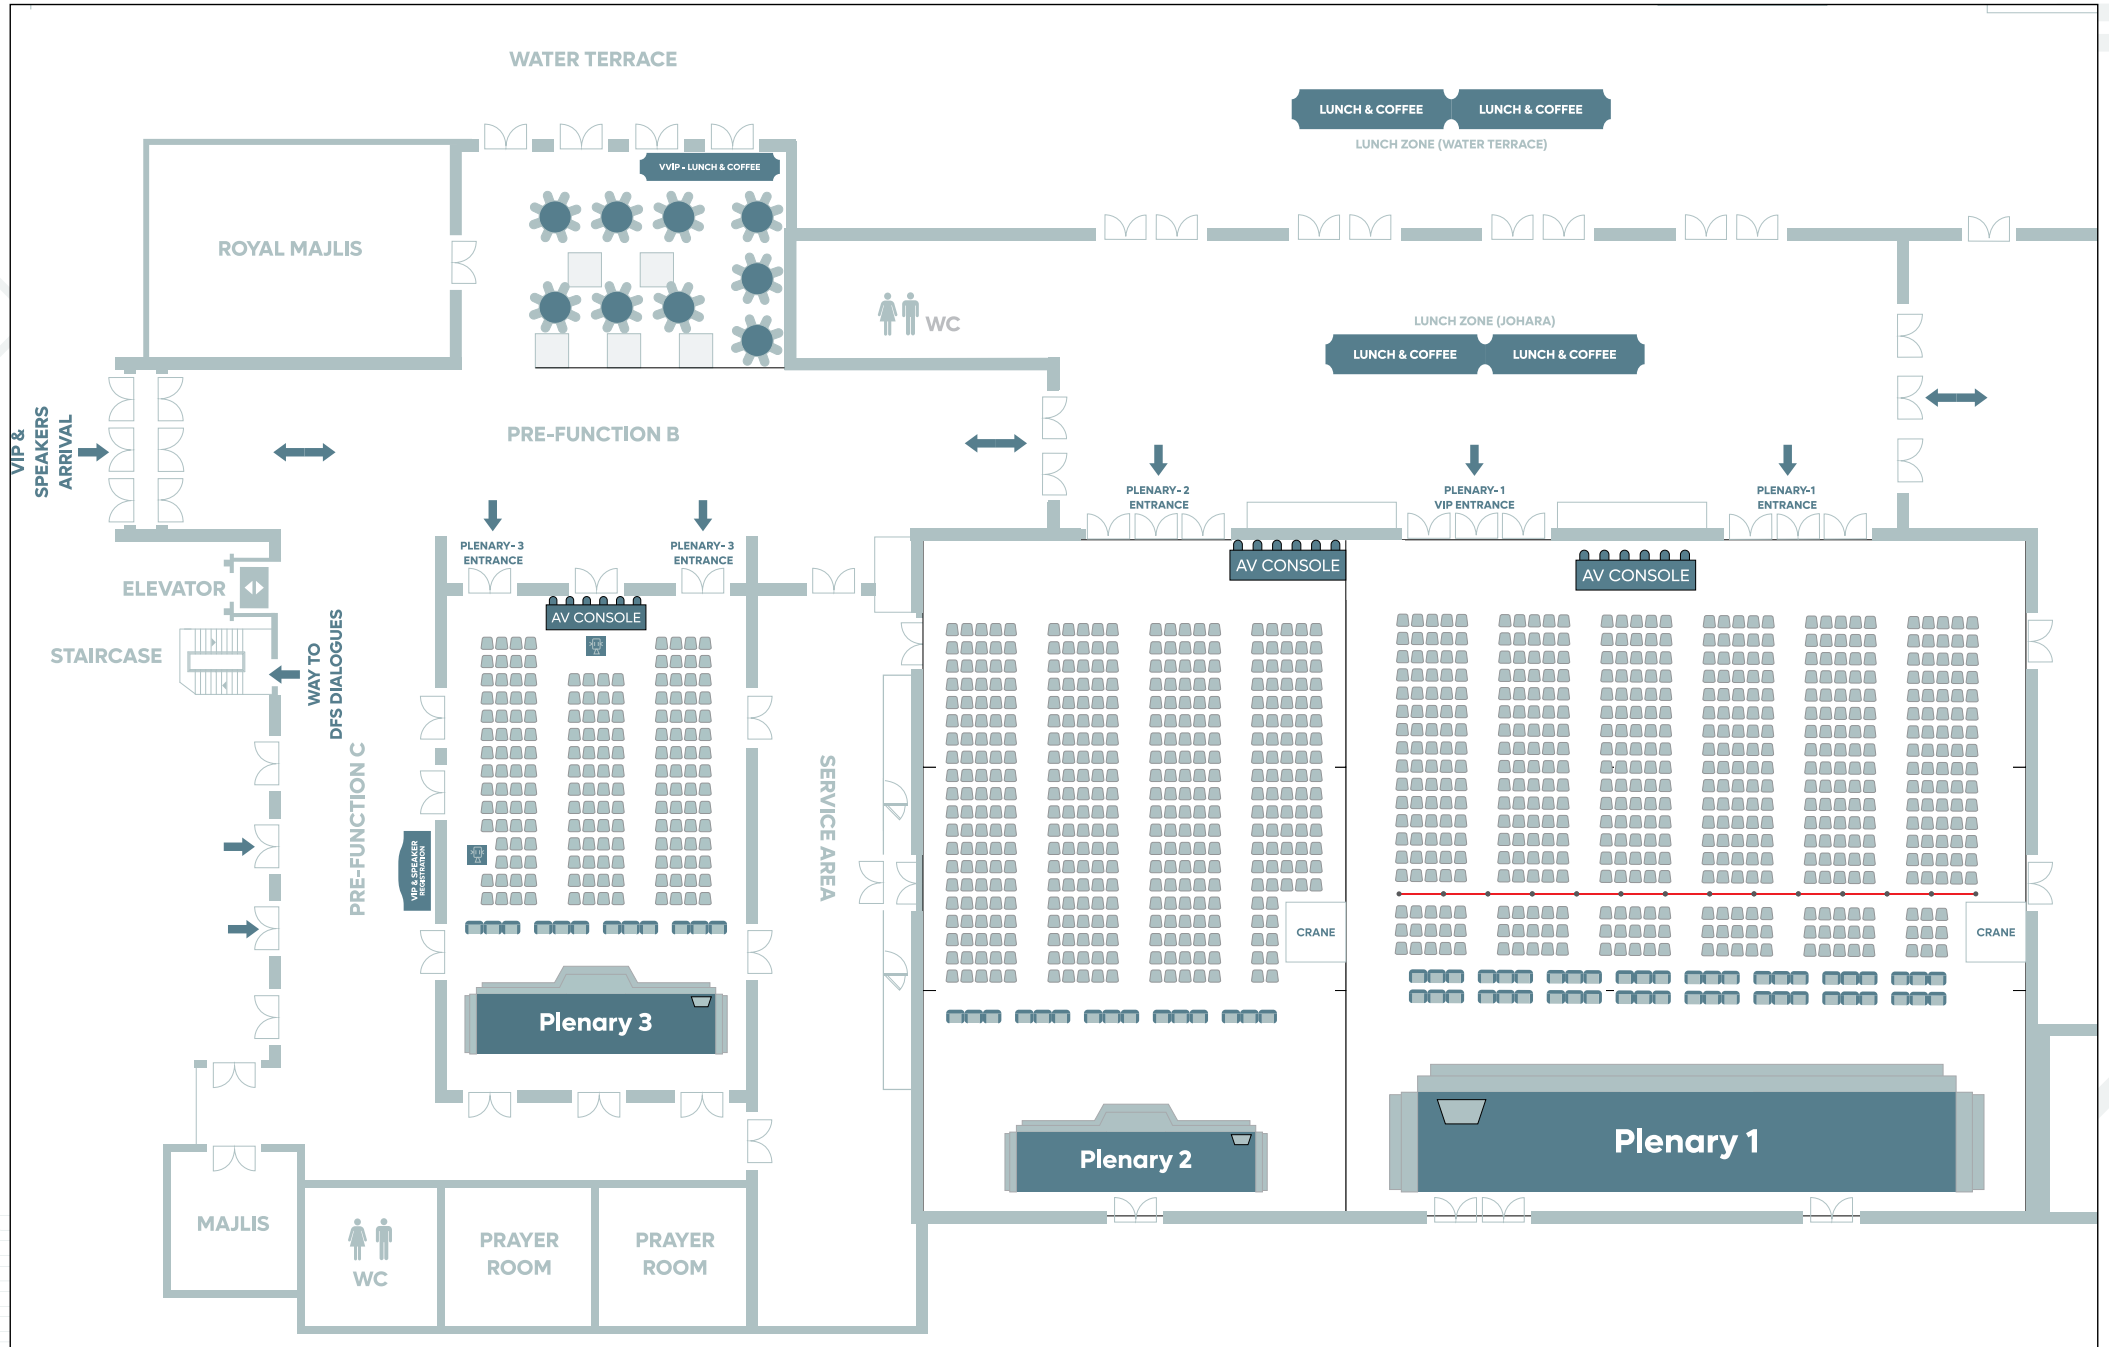 WATER TERRACE
LUNCH & COFFEE
LUNCH & COFFEE
LUNCH ZONE (WATER TERRACE)
VVIP - LUNCH & COFFEE
ROYAL MAJLIS
WC
LUNCH ZONE (JOHARA)
LUNCH & COFFEE
LUNCH & COFFEE
VIP &
SPEAKERS
ARRIVAL
PRE-FUNCTION B
PLENARY- 2
ENTRANCE
PLENARY- 1
VIP ENTRANCE
PLENARY-1
ENTRANCE
PLENARY- 3
ENTRANCE
PLENARY- 3
ENTRANCE
AV CONSOLE
AV CONSOLE
AV CONSOLE
ELEVATOR
STAIRCASE
WAY TO
DFS DIALOGUES
PRE-FUNCTION C
VIP & SPEAKER
REGISTRATION
SERVICE AREA
CRANE
CRANE
Plenary 3
Plenary 2
Plenary 1
MAJLIS
WC
PRAYER
ROOM
PRAYER
ROOM